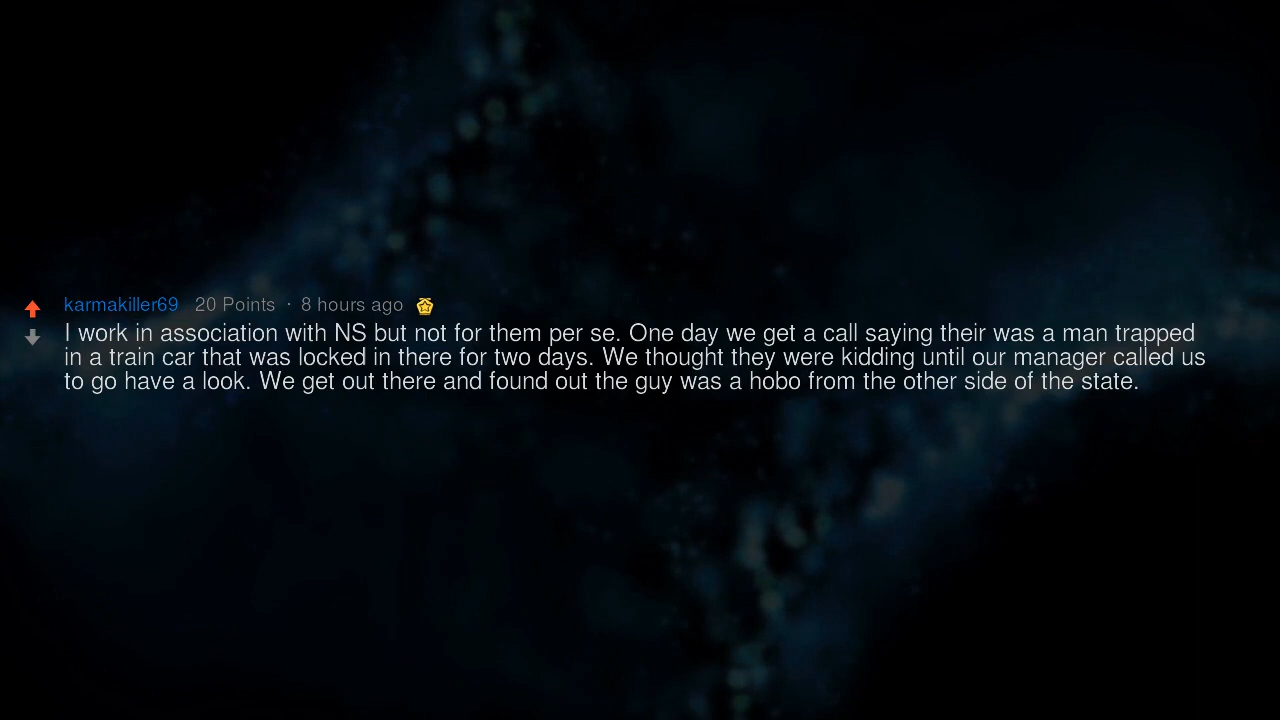 karmakiller69 20 Points · 8 hours ago
I work in association with NS but not for them per se. One day we get a call saying their was a man trapped
in a train car that was locked in there for two days. We thought they were kidding until our manager called us
to go have a look. We get out there and found out the guy was a hobo from the other side of the state.